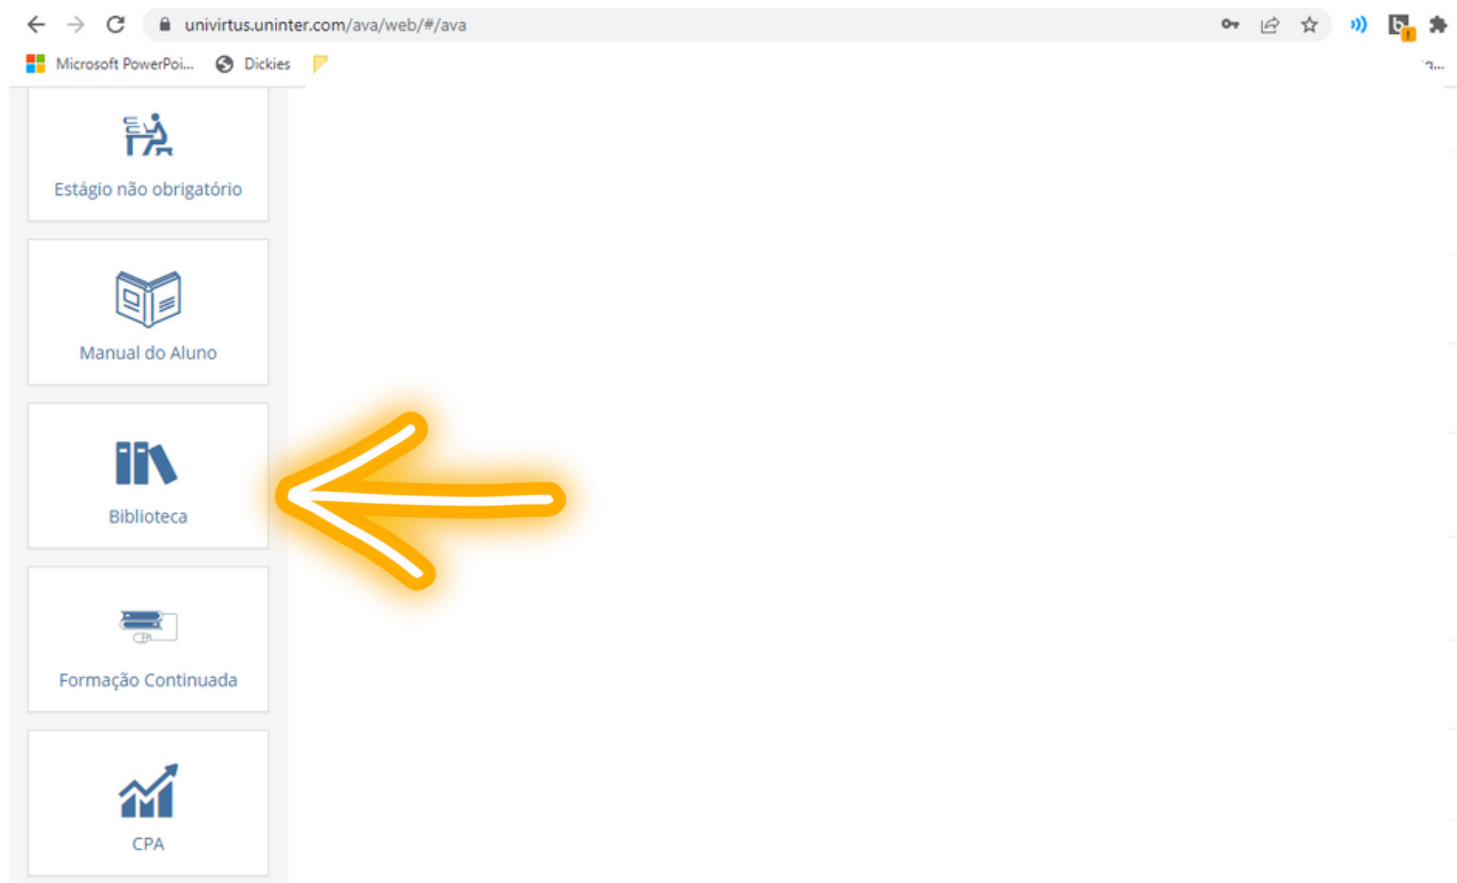 univirtus.uninter.com/ava/web/#/ava
Microsoft PowerPoi... Dickies
Estágio não obrigatório
Manual do Aluno
Biblioteca
Formação Continuada
CPA